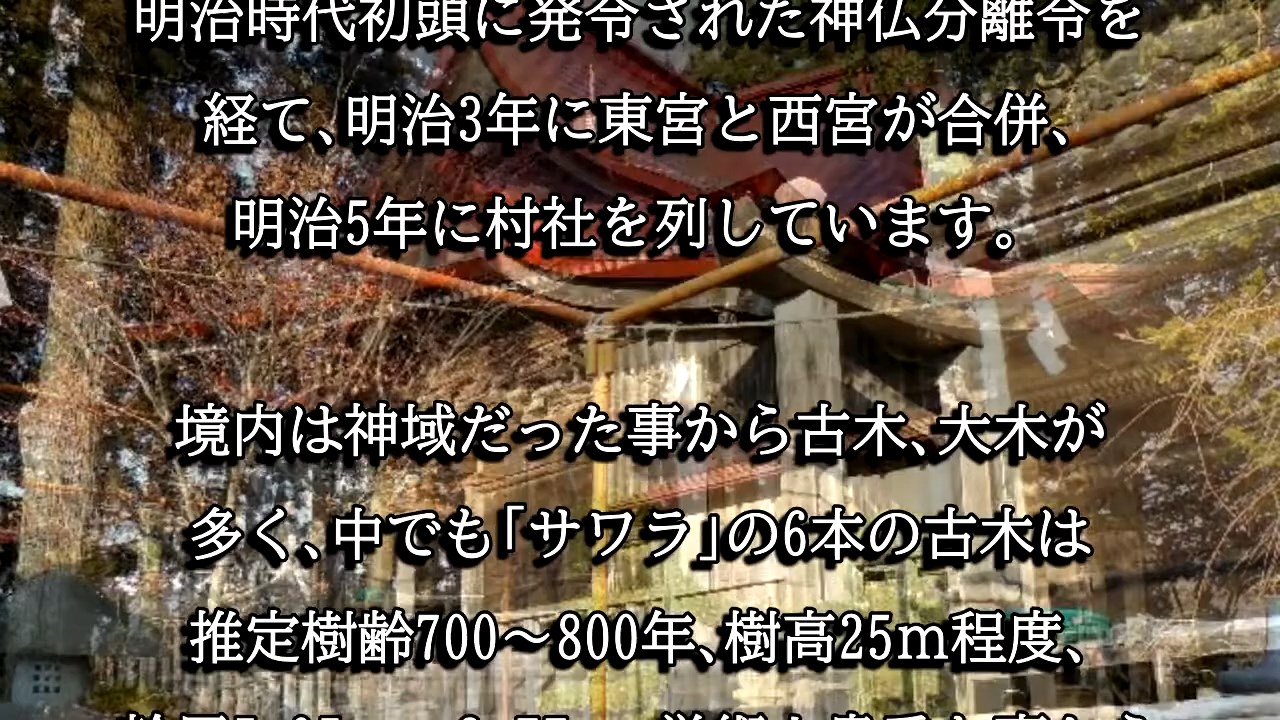 明治時代初頭に発令された神仏分離令を
経て、明治3年に東宮と西宮が合併、
明治5年に村社を列しています。
境内は神域だった事から古木、大木が
多く、中でも「サワラ」の6本の古木は
推定樹齢700～800年、樹高25m程度、